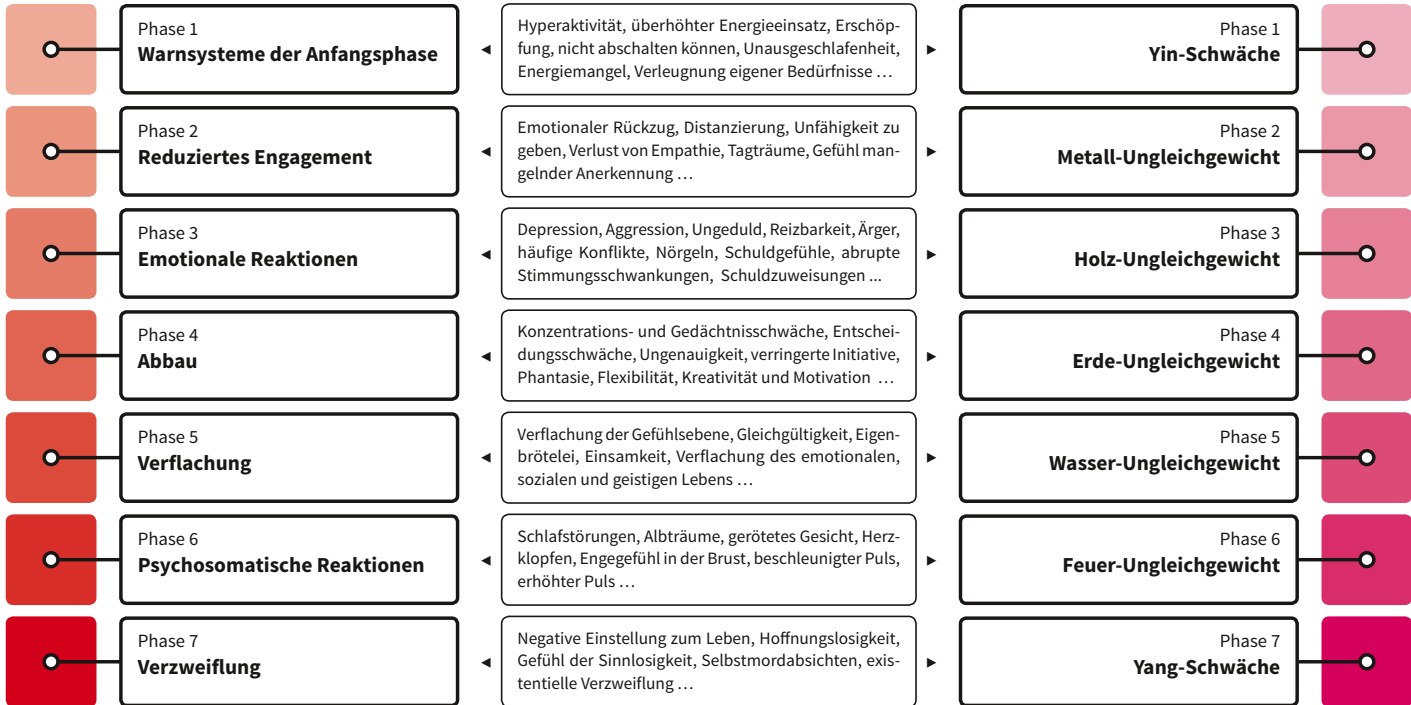 Phase 1
Warnsysteme der Anfangsphase
Hyperaktivität, überhöhter Energieeinsatz, Erschöp-
fung, nicht abschalten können, Unausgeschlafenheit,
Energiemangel, Verleugnung eigener Bedürfnisse …
Phase 1
Yin-Schwäche
Phase 2
Reduziertes Engagement
Emotionaler Rückzug, Distanzierung, Unfähigkeit zu
geben, Verlust von Empathie, Tagträume, Gefühl man-
gelnder Anerkennung …
Phase 2
Metall-Ungleichgewicht
Phase 3
Emotionale Reaktionen
Depression, Aggression, Ungeduld, Reizbarkeit, Ärger,
häufige Konflikte, Nörgeln, Schuldgefühle, abrupte
Stimmungsschwankungen, Schuldzuweisungen ...
Phase 3
Holz-Ungleichgewicht
Phase 4
Abbau
Konzentrations- und Gedächtnisschwäche, Entschei-
dungsschwäche, Ungenauigkeit, verringerte Initiative,
Phantasie, Flexibilität, Kreativität und Motivation …
Phase 4
Erde-Ungleichgewicht
Phase 5
Verflachung
Verflachung der Gefühlsebene, Gleichgültigkeit, Eigen-
brötelei, Einsamkeit, Verflachung des emotionalen,
sozialen und geistigen Lebens …
Phase 5
Wasser-Ungleichgewicht
Phase 6
Psychosomatische Reaktionen
Schlafstörungen, Albträume, gerötetes Gesicht, Herz-
klopfen, Engegefühl in der Brust, beschleunigter Puls,
erhöhter Puls …
Phase 6
Feuer-Ungleichgewicht
Phase 7
Verzweiflung
Negative Einstellung zum Leben, Hoffnungslosigkeit,
Gefühl der Sinnlosigkeit, Selbstmordabsichten, exis-
tentielle Verzweiflung …
Phase 7
Yang-Schwäche